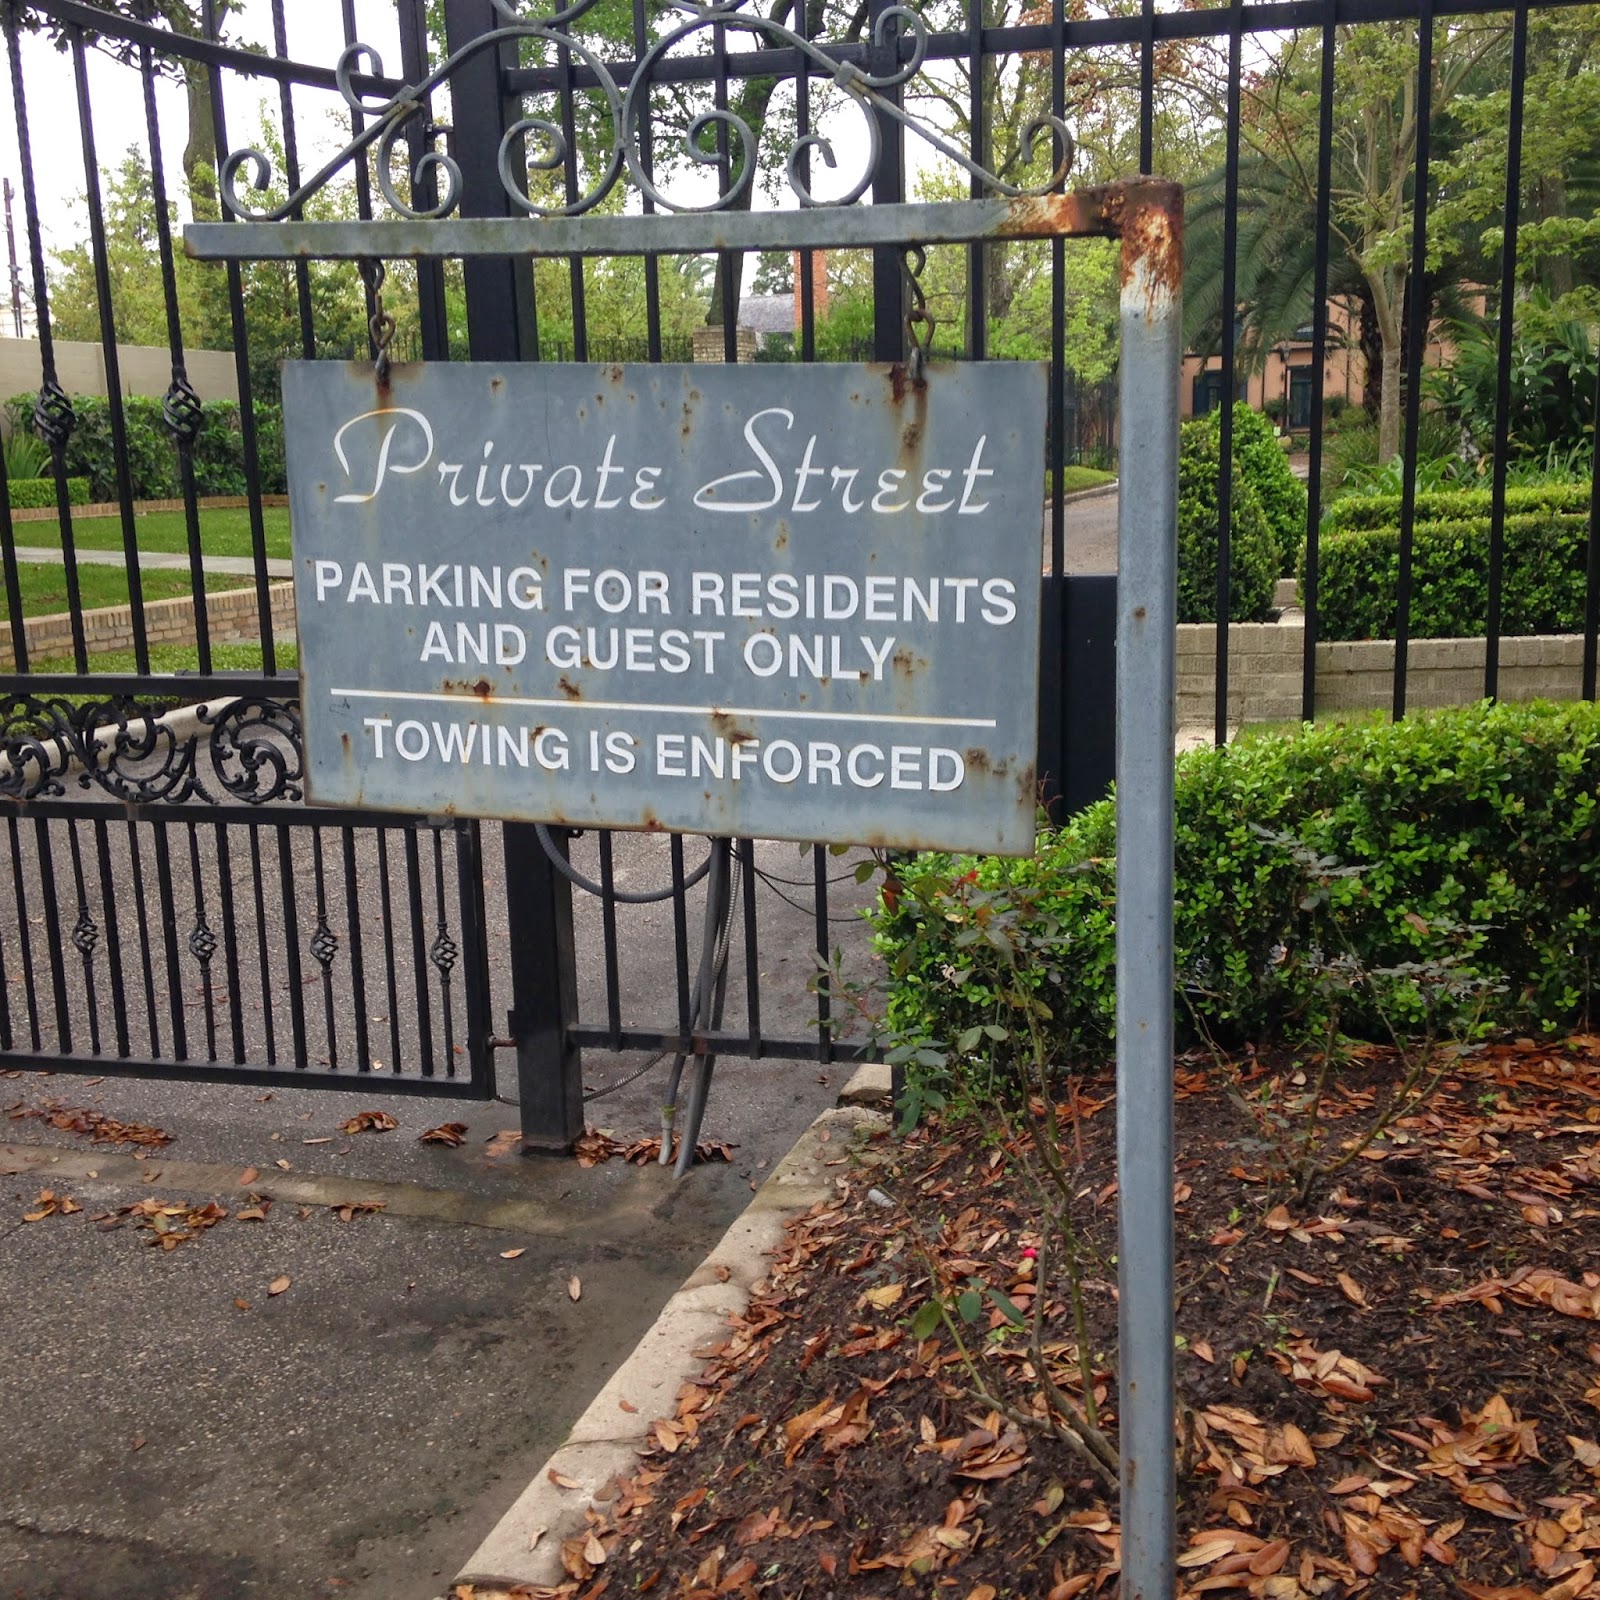 Private Street
PARKING FOR RESIDENTS
AND GUEST ONLY
TOWING IS ENFORCED